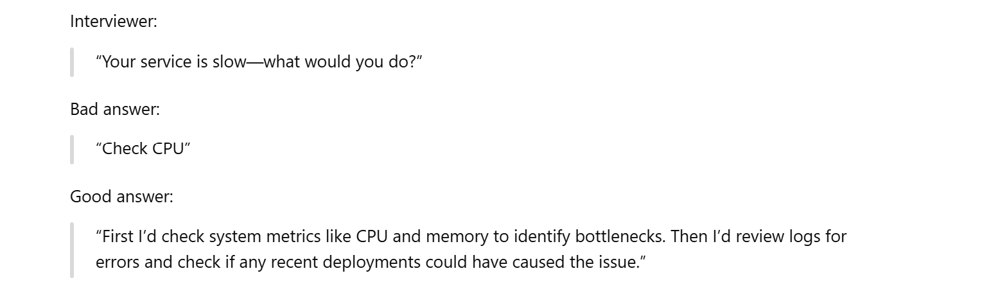 Interviewer:
“Your service is slow—what would you do?”
Bad answer:
“Check CPU”
Good answer:
“First I’d check system metrics like CPU and memory to identify bottlenecks. Then I’d review logs for
errors and check if any recent deployments could have caused the issue.”